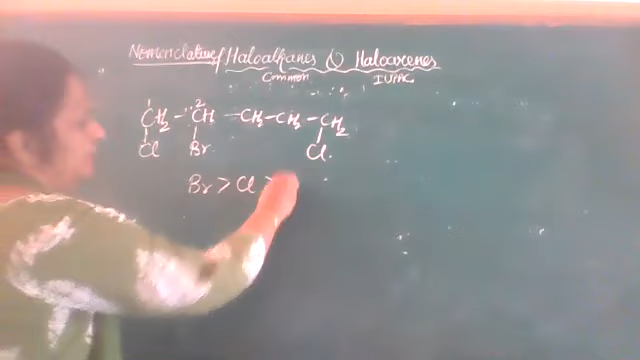 Nomenclature of Haloalkanes & Haloarenes
Common IUPAC
1 2
CH2 - CH - CH2 - CH2 - CH2
Cl Br Cl.
Br > Cl >